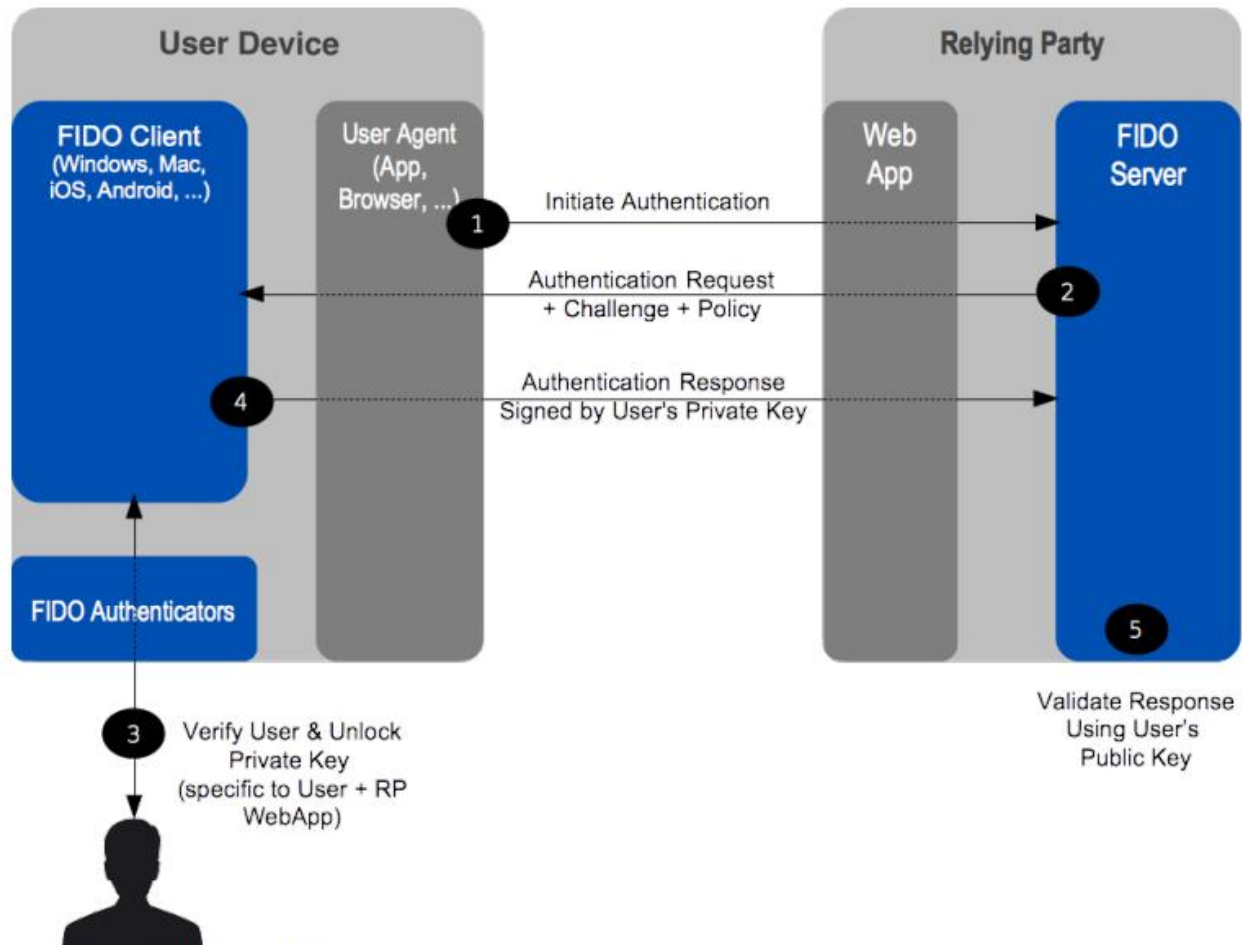 User Device
Relying Party
FIDO Client
(Windows, Mac,
iOS, Android, ...)
User Agent
(App,
Browser, ...)
Web
App
FIDO
Server
1
Initiate Authentication
Authentication Request
+ Challenge + Policy
2
4
Authentication Response
Signed by User's Private Key
FIDO Authenticators
5
Validate Response
Using User's
Public Key
3
Verify User & Unlock
Private Key
(specific to User + RP
WebApp)